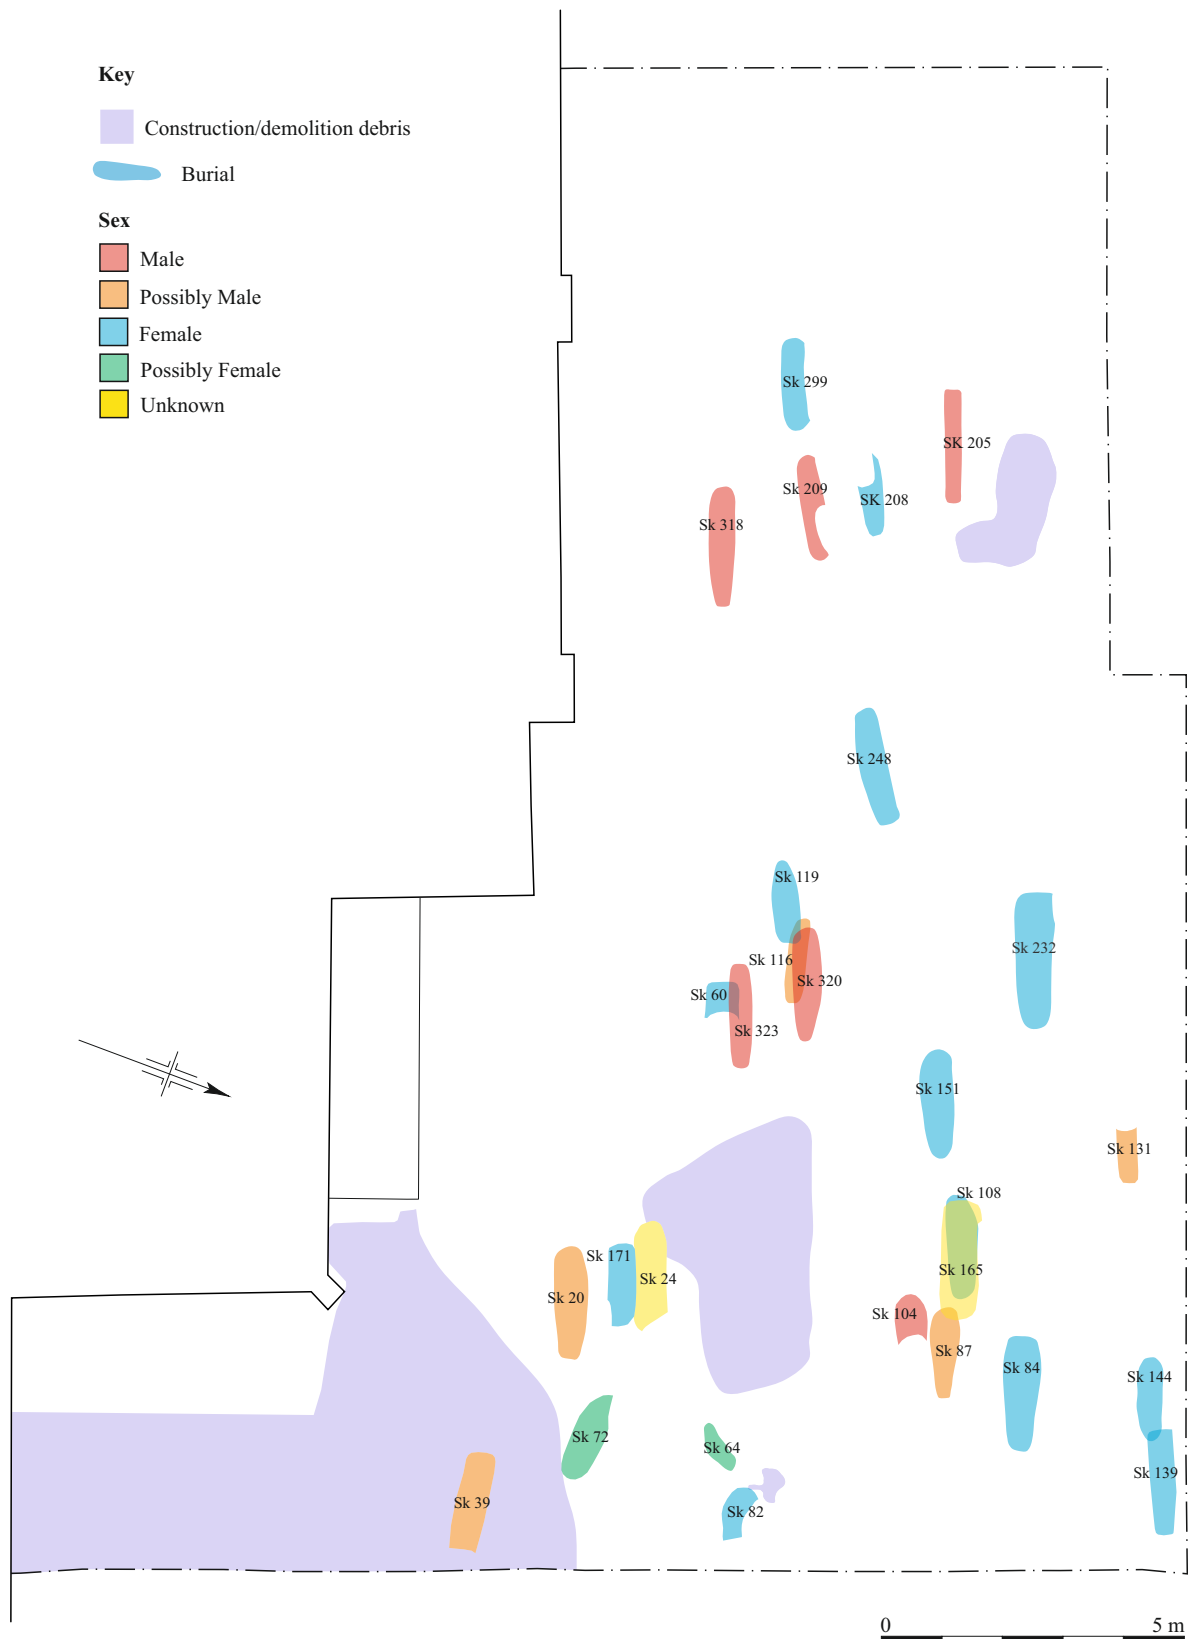 Key
Construction/demolition debris
Burial
Sex
Male
Possibly Male
Female
Possibly Female
Unknown
Sk 299
SK 205
Sk 209
SK 208
Sk 318
Sk 248
Sk 119
Sk 232
Sk 116
Sk 320
Sk 60
Sk 323
Sk 151
Sk 131
Sk 108
Sk 171
Sk 165
Sk 24
Sk 20
Sk 104
Sk 87
Sk 84
Sk 144
Sk 72
Sk 64
Sk 139
Sk 39
Sk 82
0 5 m